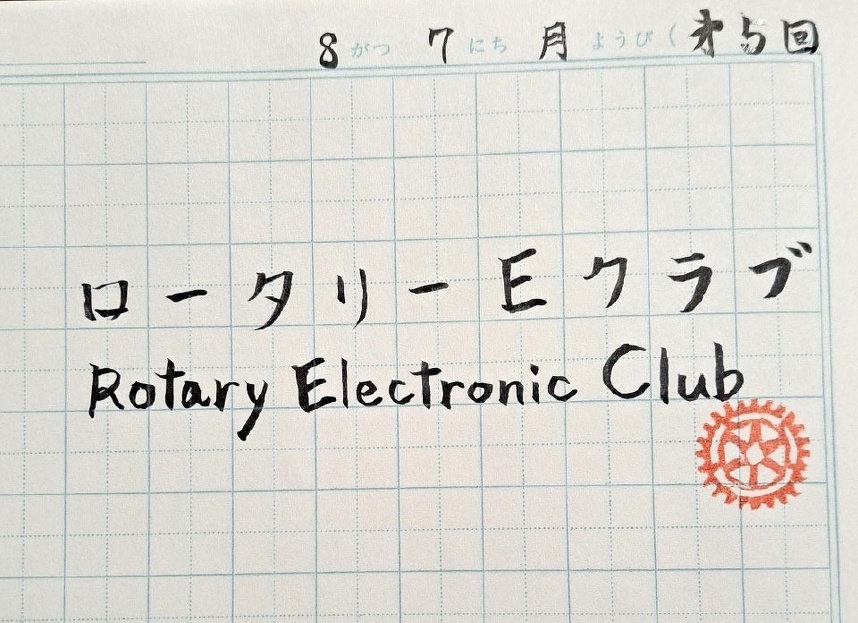 8 がつ 7 にち 月 ようび ( 第5回
ロータリーEクラブ
Rotary Electronic Club